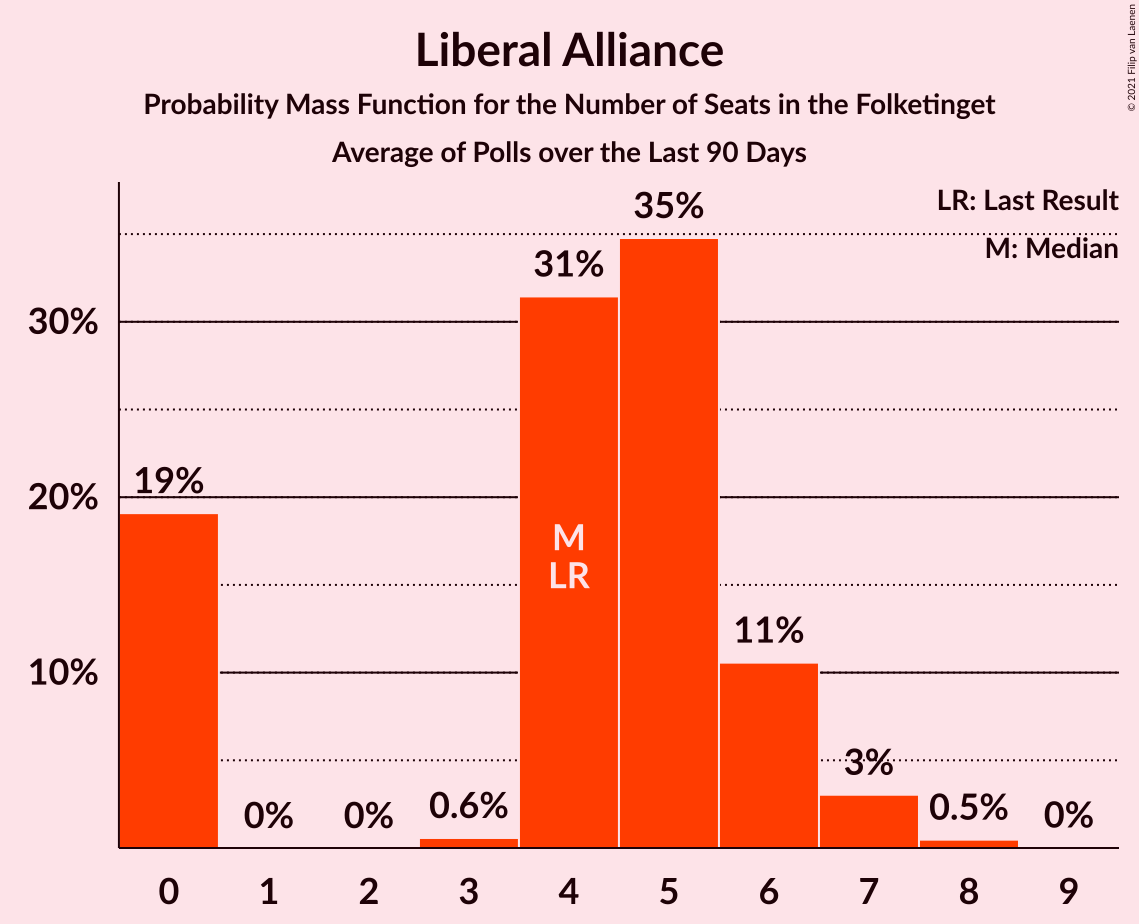 Liberal Alliance
Probability Mass Function for the Number of Seats in the Folketinget
Average of Polls over the Last 90 Days
© 2021 Filip van Laenen
LR: Last Result
M: Median
35%
31%
30%
20%
19%
M
LR
11%
10%
3%
0%
0%
0.6%
0.5%
0%
0 1 2 3 4 5 6 7 8 9